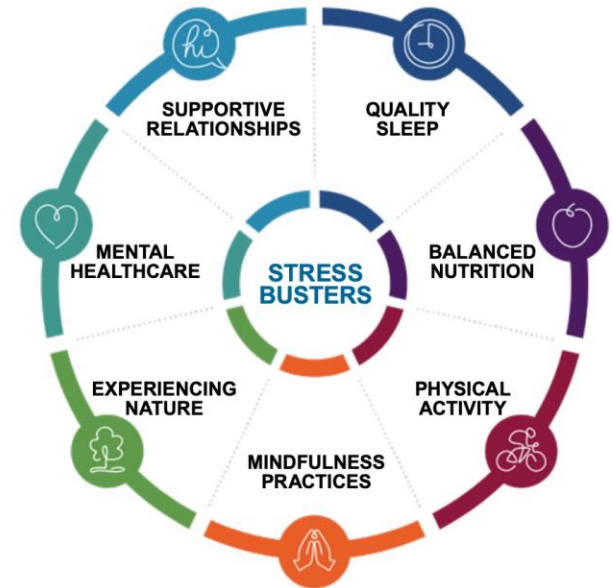 hi
SUPPORTIVE
RELATIONSHIPS
QUALITY
SLEEP
MENTAL
HEALTHCARE
STRESS
BUSTERS
BALANCED
NUTRITION
EXPERIENCING
NATURE
PHYSICAL
ACTIVITY
MINDFULNESS
PRACTICES